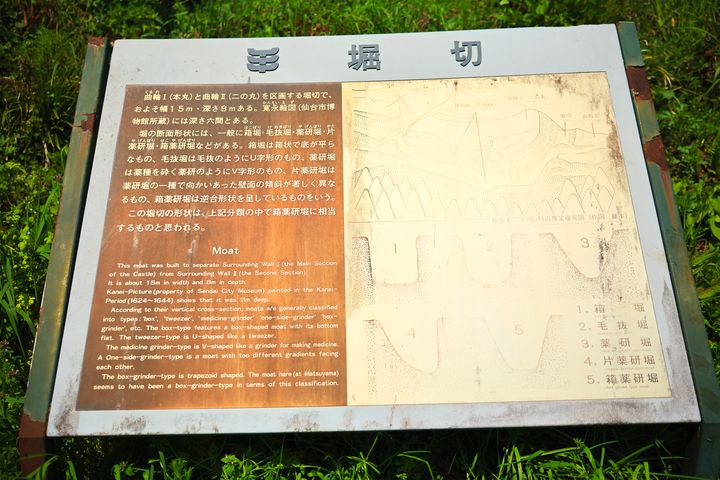 堀切
曲輪Ⅰ(本丸)と曲輪Ⅱ(二の丸)を区画する堀切で、
およそ幅15m・深さ8mある。寛永絵図(仙台市博
物館所蔵)には深さ六間とある。
堀の断面形状には、一般に箱堀・毛抜堀・薬研堀・片
薬研堀・箱薬研堀などがある。箱堀は箱状で底が平ら
なもの、毛抜堀は毛抜のようにU字形のもの、薬研堀
は薬種を砕く薬研のようにV字形のもの、片薬研堀は
薬研堀の一種で向かいあった壁面の傾斜が著しく異な
るもの、箱薬研堀は逆台形状を呈しているものをいう。
この堀切の形状は、上記分類の中で箱薬研堀に相当
するものと思われる。
Moat
This moat was built to separate Surrounding Wall Ⅰ (the Main Section
of the Castle) from Surrounding Wall Ⅱ (the Second Section).
It is about 15m in width and 8m in depth.
Kanei-Picture (property of Sendai City Museum) painted in the Kanei-
Period (1624〜1644) shows that it was 11m deep.
According to their vertical cross-section, moats are generally classified
into types: 'box', 'tweezer', 'medicine-grinder' 'one-side-grinder' 'box-
grinder', etc. The box-type features a box-shaped moat with its bottom
flat. The tweezer-type is U-shaped like a tweezer.
The medicine grinder-type is V-shaped like a grinder for making medicine.
A One-side-grinder-type is a moat with too different gradients facing
each other.
The box-grinder-type is trapezoid shaped. The moat here (at Matsuyama)
seems to have been a box-grinder-type in terms of this classification.
1
2
3
4
5
1. 箱堀
2. 毛抜堀
3. 薬研堀
4. 片薬研堀
5. 箱薬研堀